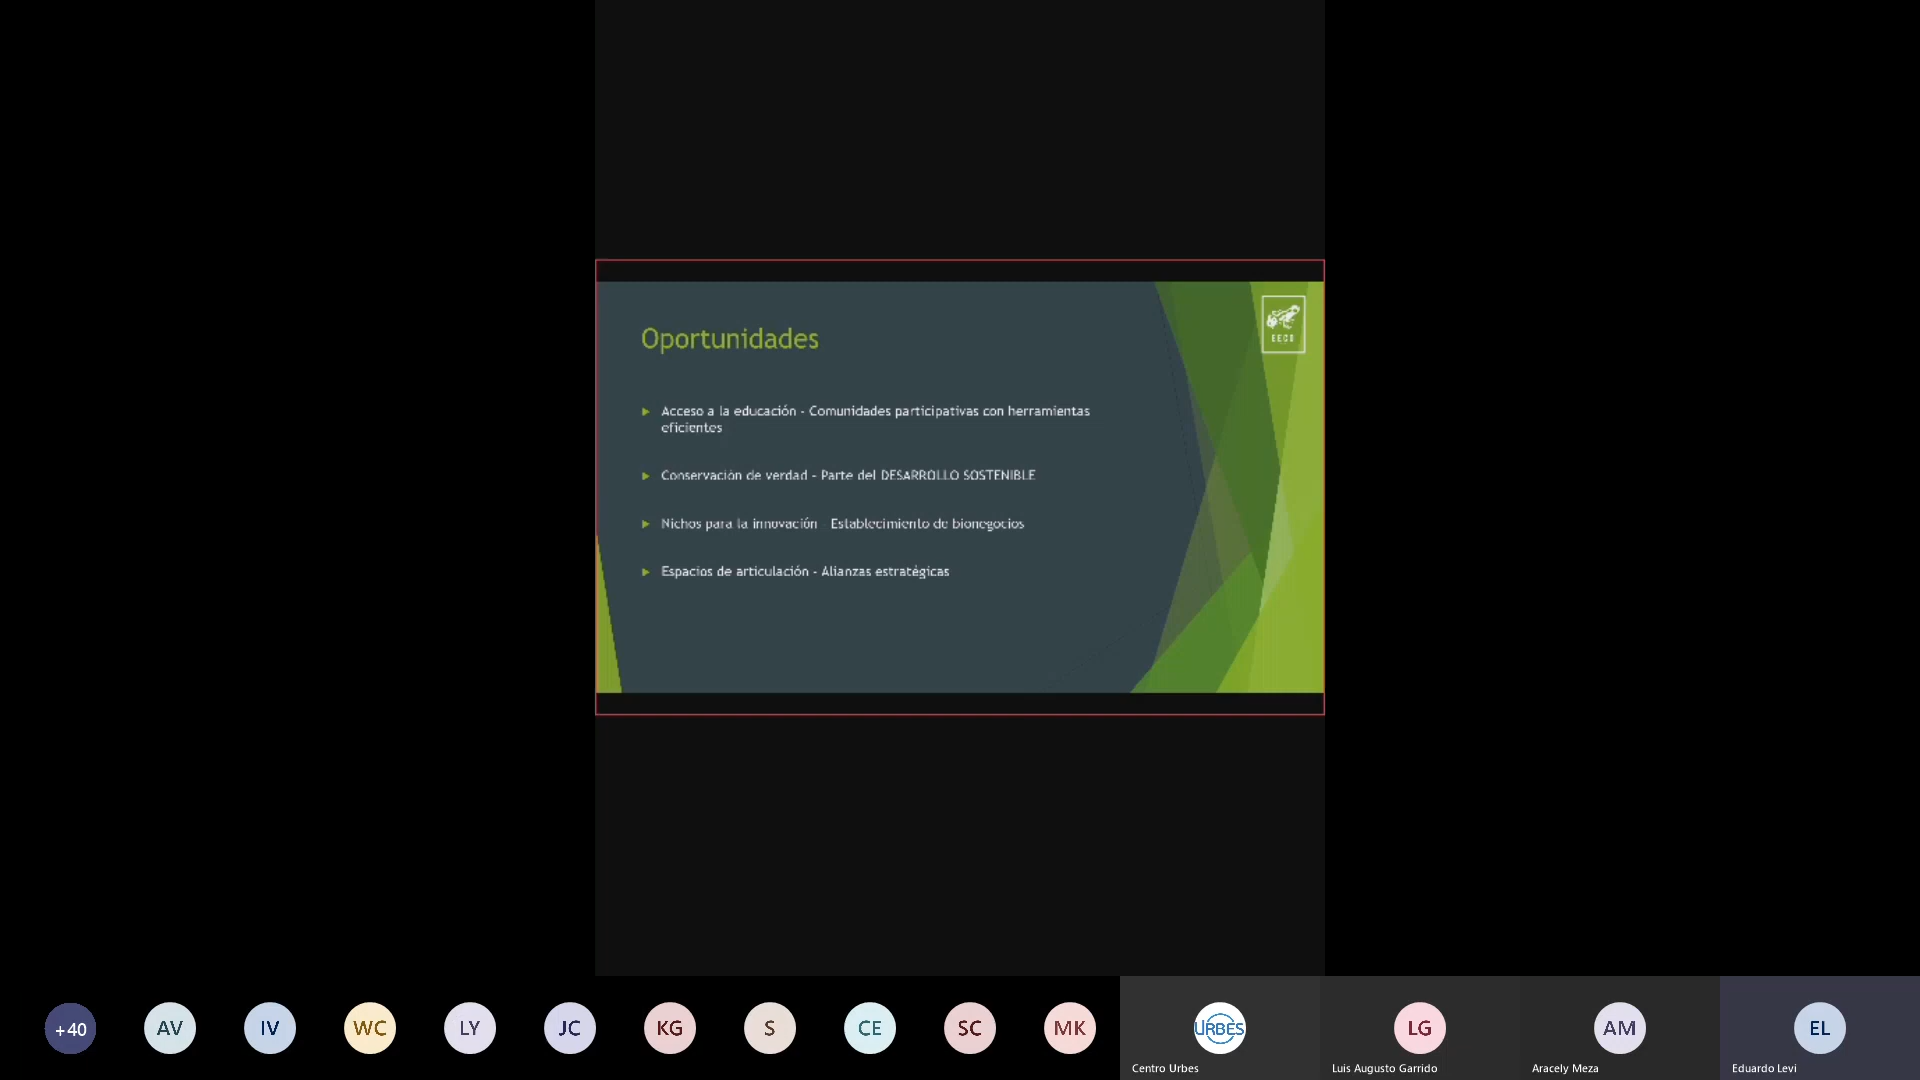 Oportunidades
EECO
Acceso a la educación - Comunidades participativas con herramientas
eficientes
Conservación de verdad - Parte del DESARROLLO SOSTENIBLE
Nichos para la innovación - Establecimiento de bionegocios
Espacios de articulación - Alianzas estratégicas
+40
AV
IV
WC
LY
JC
KG
S
CE
SC
MK
URBES
LG
AM
EL
Centro Urbes
Luis Augusto Garrido
Aracely Meza
Eduardo Levi